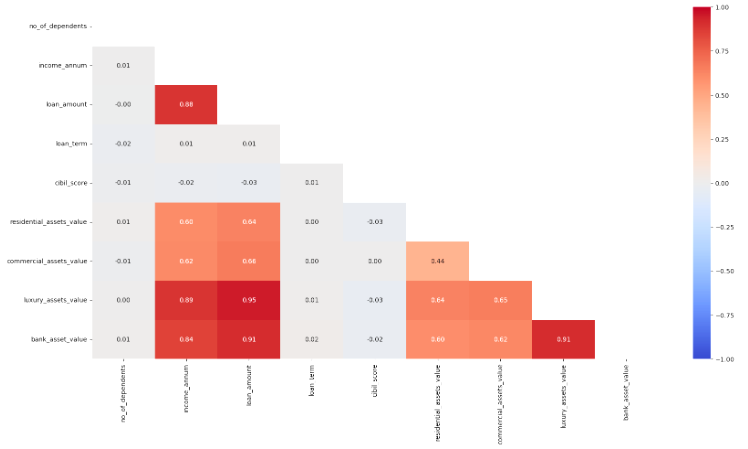 no_of_dependents
income_annum 0.01
loan_amount -0.00 0.88
loan_term -0.02 0.01 0.01
cibil_score -0.01 -0.02 -0.03 0.01
residential_assets_value 0.01 0.60 0.64 0.00 -0.03
commercial_assets_value -0.01 0.62 0.66 0.00 0.00 0.44
luxury_assets_value 0.00 0.89 0.95 0.01 -0.03 0.64 0.65
bank_asset_value 0.01 0.84 0.91 0.02 -0.02 0.60 0.62 0.91
no_of_dependents
income_annum
loan_amount
loan_term
cibil_score
residential_assets_value
commercial_assets_value
luxury_assets_value
bank_asset_value
1.00
0.75
0.50
0.25
0.00
−0.25
−0.50
−0.75
−1.00